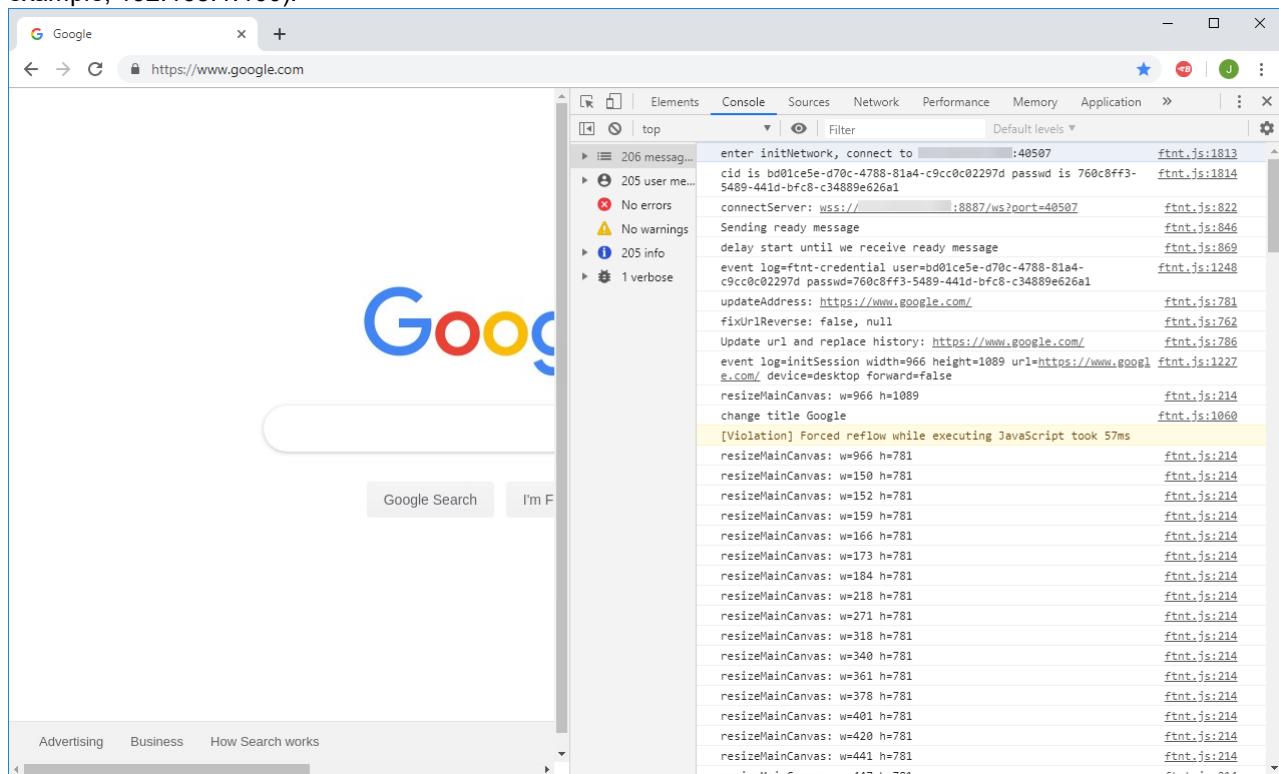 Google
https://www.google.com
J
Elements Console Sources Network Performance Memory Application »
top Filter Default levels ▼
206 messag...
205 user me...
No errors
No warnings
205 info
1 verbose
enter initNetwork, connect to :40507 ftnt.js:1813
cid is bd01ce5e-d70c-4788-81a4-c9cc0c02297d passwd is 760c8ff3- ftnt.js:1814
5489-441d-bfc8-c34889e626a1
connectServer: wss:// :8887/ws?port=40507 ftnt.js:822
Sending ready message ftnt.js:846
delay start until we receive ready message ftnt.js:869
event log=ftnt-credential user=bd01ce5e-d70c-4788-81a4- ftnt.js:1248
c9cc0c02297d passwd=760c8ff3-5489-441d-bfc8-c34889e626a1
updateAddress: https://www.google.com/ ftnt.js:781
fixUrlReverse: false, null ftnt.js:762
Update url and replace history: https://www.google.com/ ftnt.js:786
event log=initSession width=966 height=1089 url=https://www.googl ftnt.js:1227
e.com/ device=desktop forward=false
resizeMainCanvas: w=966 h=1089 ftnt.js:214
change title Google ftnt.js:1060
[Violation] Forced reflow while executing JavaScript took 57ms
resizeMainCanvas: w=966 h=781 ftnt.js:214
resizeMainCanvas: w=150 h=781 ftnt.js:214
resizeMainCanvas: w=152 h=781 ftnt.js:214
resizeMainCanvas: w=159 h=781 ftnt.js:214
resizeMainCanvas: w=166 h=781 ftnt.js:214
resizeMainCanvas: w=173 h=781 ftnt.js:214
resizeMainCanvas: w=184 h=781 ftnt.js:214
resizeMainCanvas: w=218 h=781 ftnt.js:214
resizeMainCanvas: w=271 h=781 ftnt.js:214
resizeMainCanvas: w=318 h=781 ftnt.js:214
resizeMainCanvas: w=340 h=781 ftnt.js:214
resizeMainCanvas: w=361 h=781 ftnt.js:214
resizeMainCanvas: w=378 h=781 ftnt.js:214
resizeMainCanvas: w=401 h=781 ftnt.js:214
resizeMainCanvas: w=420 h=781 ftnt.js:214
resizeMainCanvas: w=441 h=781 ftnt.js:214
Goog
Google Search I'm F
Advertising Business How Search works